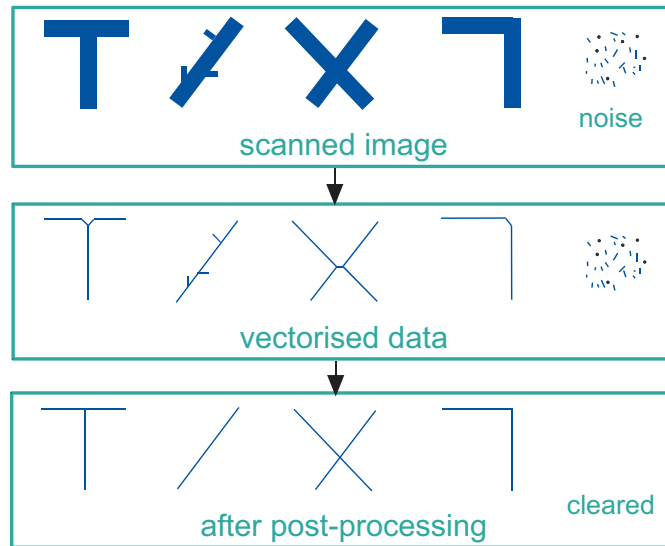 noise
scanned image
vectorised data
cleared
after post-processing